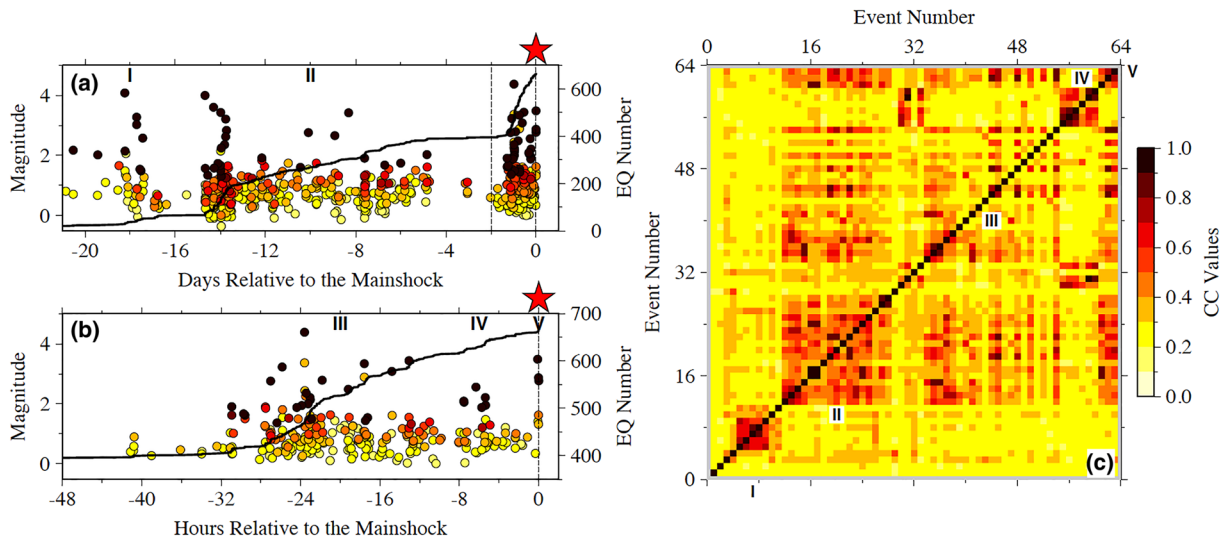 I II
(a)
Magnitude
4
2
0
600
400
200
0
EQ Number
-20 -16 -12 -8 -4 0
Days Relative to the Mainshock
(b)
III IV V
Magnitude
4
2
0
700
600
500
400
EQ Number
-48 -40 -32 -24 -16 -8 0
Hours Relative to the Mainshock
Event Number
0 16 32 48 64
64
48
32
16
0
Event Number
I
II
III
IV
V
(c)
1.0
0.8
0.6
0.4
0.2
0.0
CC Values